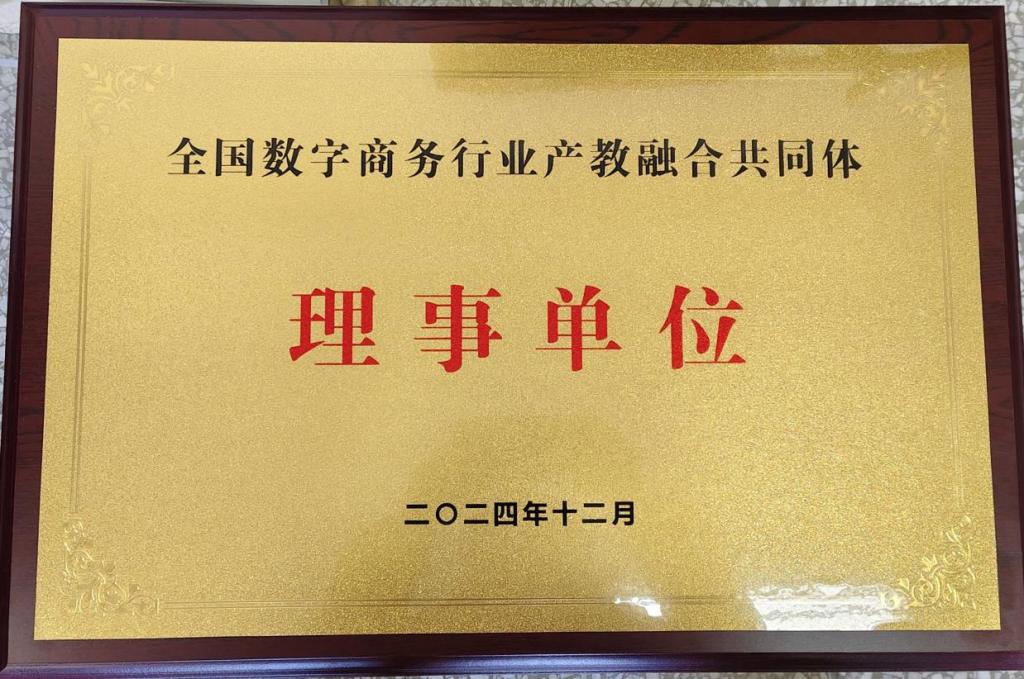 全国数字商务行业产教融合共同体
理事单位
二〇二四年十二月